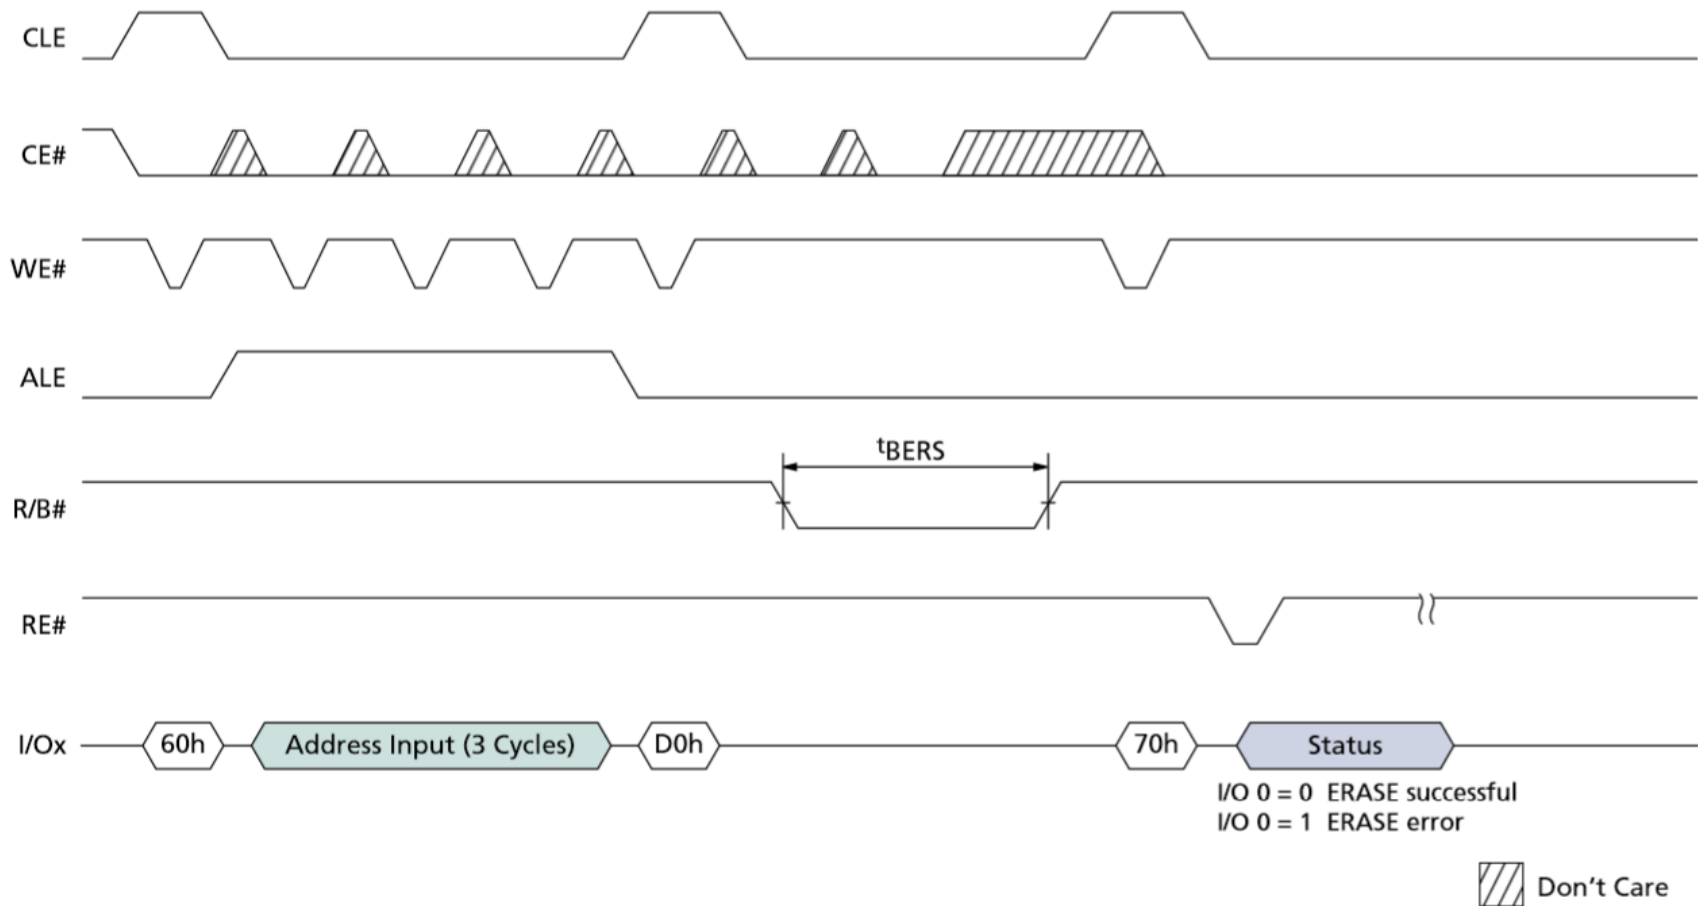 CLE
CE#
WE#
ALE
tBERS
R/B#
RE#
I/Ox 60h Address Input (3 Cycles) D0h 70h Status
I/O 0 = 0 ERASE successful
I/O 0 = 1 ERASE error
Don't Care